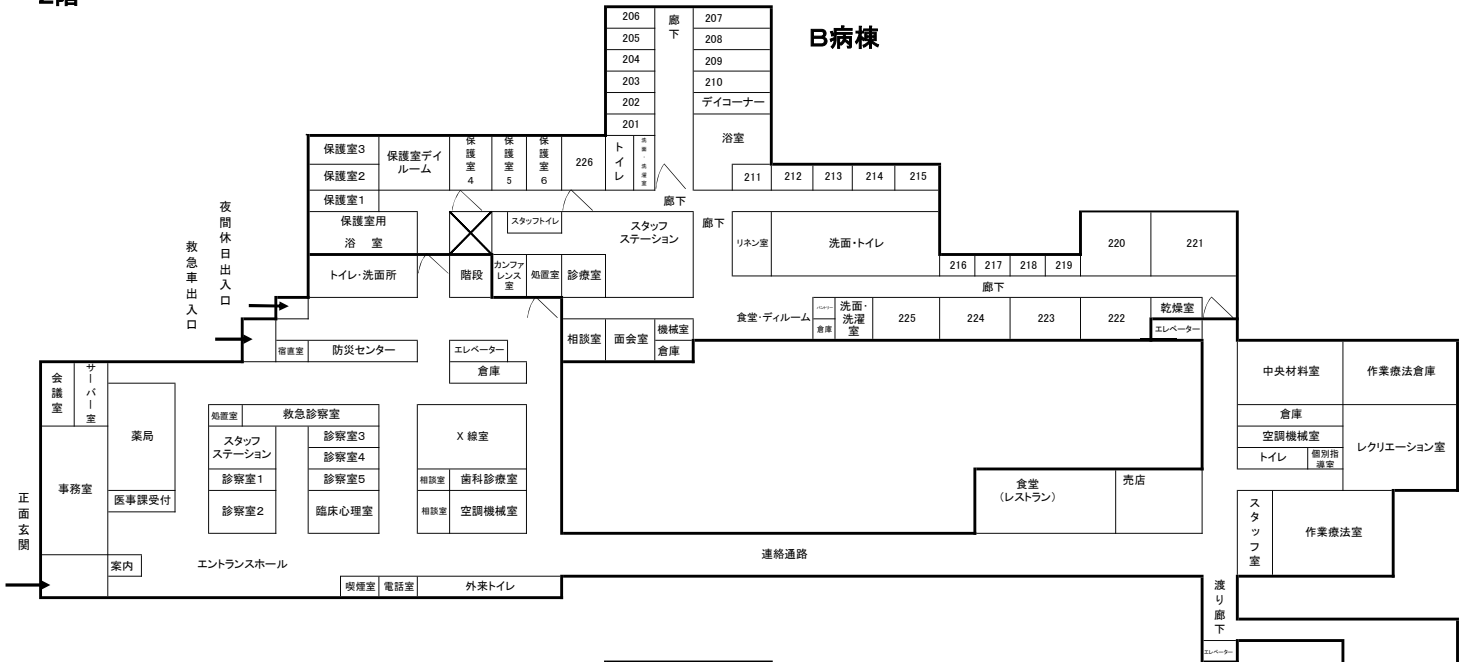 2階
B病棟
206
205
204
203
202
201
廊下
207
208
209
210
デイコーナー
浴室
保護室3
保護室2
保護室1
保護室デイ
ルーム
保護室4
保護室5
保護室6
226
トイレ
洗面・洗濯室
211
212
213
214
215
廊下
保護室用
浴 室
スタッフトイレ
スタッフ
ステーション
廊下
リネン室
洗面・トイレ
220
221
216
217
218
219
夜間休日出入口
救急車出入口
トイレ・洗面所
階段
カンファ
レンス
室
処置室
診療室
廊下
食堂・ディルーム
パントリー
倉庫
洗面・
洗濯
室
225
224
223
222
乾燥室
エレベーター
相談室
面会室
機械室
倉庫
宿直室
防災センター
エレベーター
倉庫
会議室
サーバー室
薬局
処置室
救急診察室
スタッフ
ステーション
診察室3
診察室4
診察室1
診察室5
診察室2
臨床心理室
X 線室
相談室
歯科診療室
相談室
空調機械室
事務室
医事課受付
正面玄関
案内
エントランスホール
喫煙室
電話室
外来トイレ
連絡通路
食堂
(レストラン)
売店
中央材料室
作業療法倉庫
倉庫
空調機械室
トイレ
個別指
導室
レクリエーション室
スタッフ室
作業療法室
渡り廊下
エレベーター